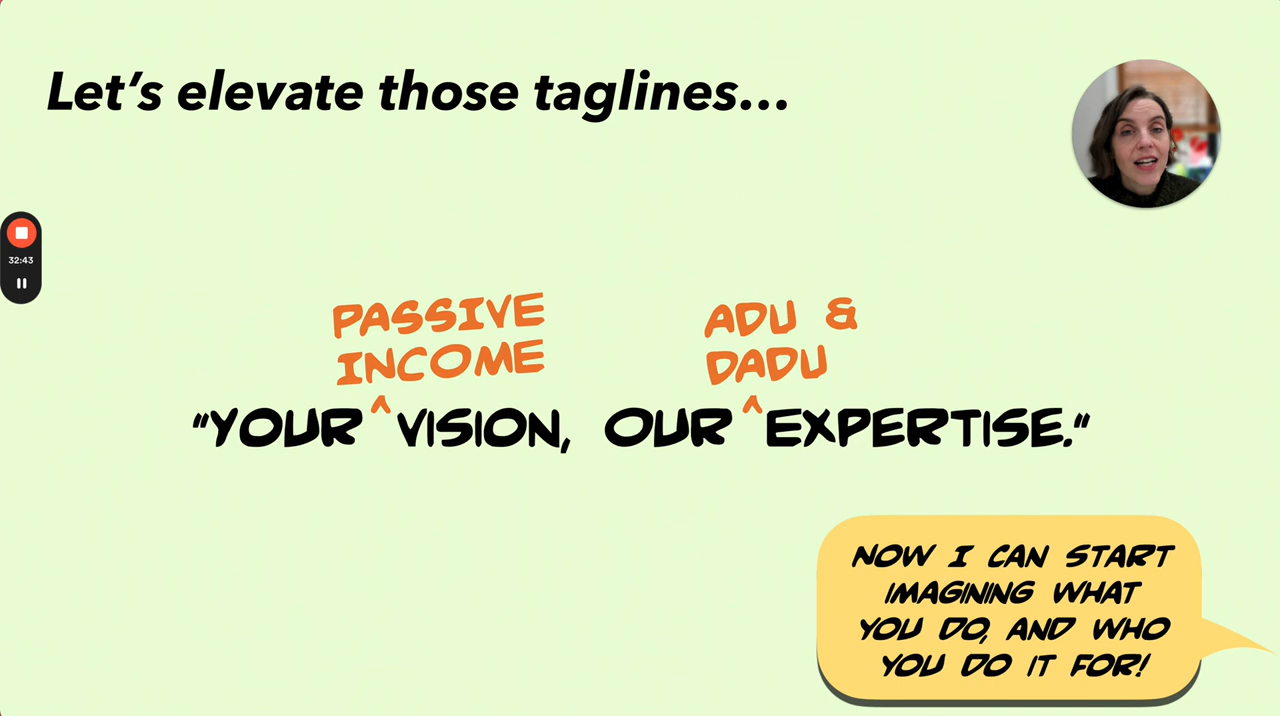 Let's elevate those taglines...
32:43
PASSIVE
INCOME
ADU &
DADU
"YOUR ^ VISION, OUR ^ EXPERTISE."
NOW I CAN START
IMAGINING WHAT
YOU DO, AND WHO
YOU DO IT FOR!